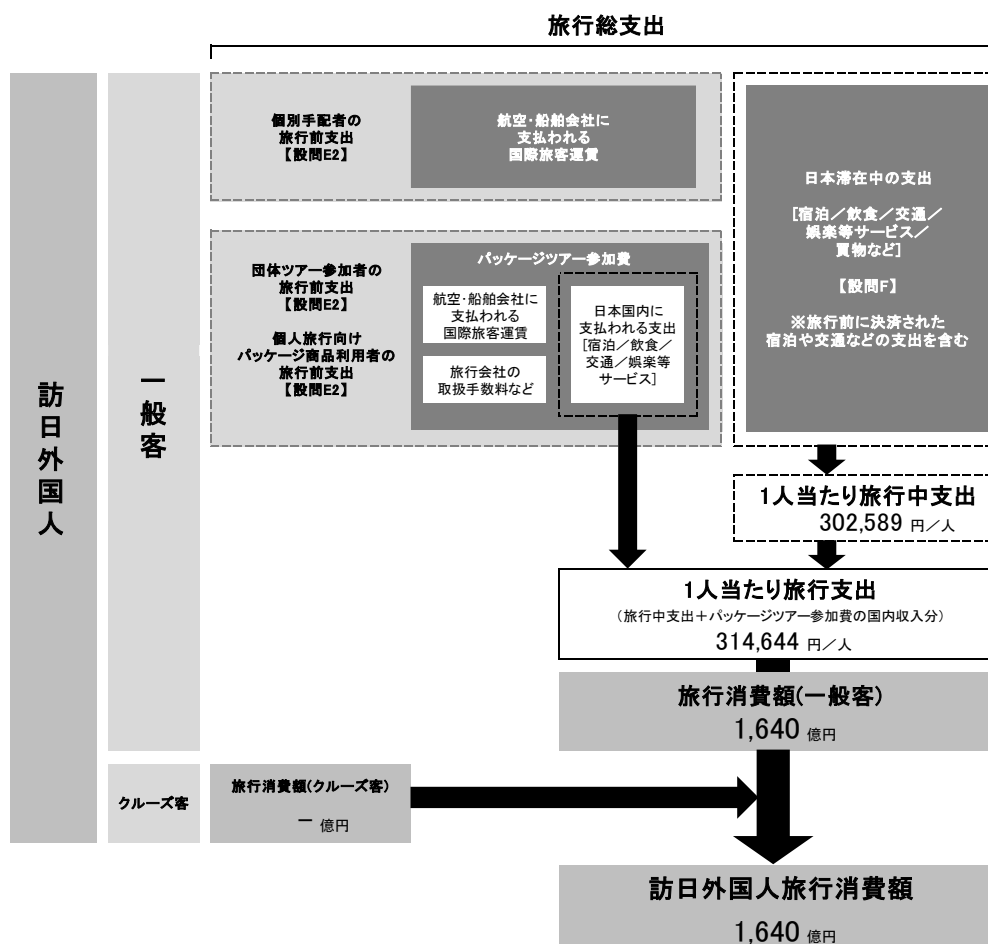 旅行総支出
訪日外国人
一般客
個別手配者の
旅行前支出
【設問E2】
航空・船舶会社に
支払われる
国際旅客運賃
団体ツアー参加者の
旅行前支出
【設問E2】
個人旅行向け
パッケージ商品利用者の
旅行前支出
【設問E2】
パッケージツアー参加費
航空・船舶会社に
支払われる
国際旅客運賃
旅行会社の
取扱手数料など
日本国内に
支払われる支出
[宿泊／飲食／
交通／娯楽等
サービス]
日本滞在中の支出
[宿泊／飲食／交通／
娯楽等サービス／
買物など]
【設問F】
※旅行前に決済された
宿泊や交通などの支出を含む
1人当たり旅行中支出
302,589 円／人
1人当たり旅行支出
（旅行中支出＋パッケージツアー参加費の国内収入分）
314,644 円／人
旅行消費額(一般客)
1,640 億円
クルーズ客
旅行消費額(クルーズ客)
－ 億円
訪日外国人旅行消費額
1,640 億円